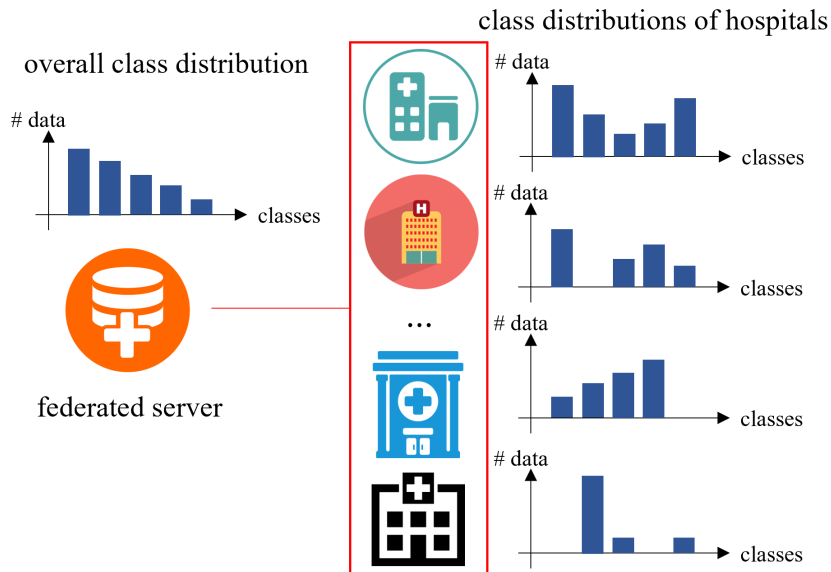 class distributions of hospitals
overall class distribution
# data
classes
federated server
# data
classes
# data
classes
H
...
# data
classes
# data
classes